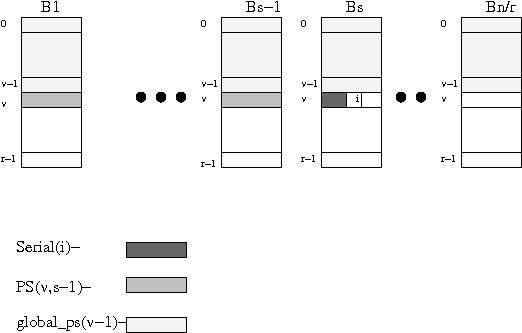 B1 Bs-1 Bs Bn/r
0 0 0 0
v-1 v-1 v-1 v-1
v v v i v
r-1 r-1 r-1 r-1
Serial(i)-
PS(v,s-1)-
global_ps(v-1)-